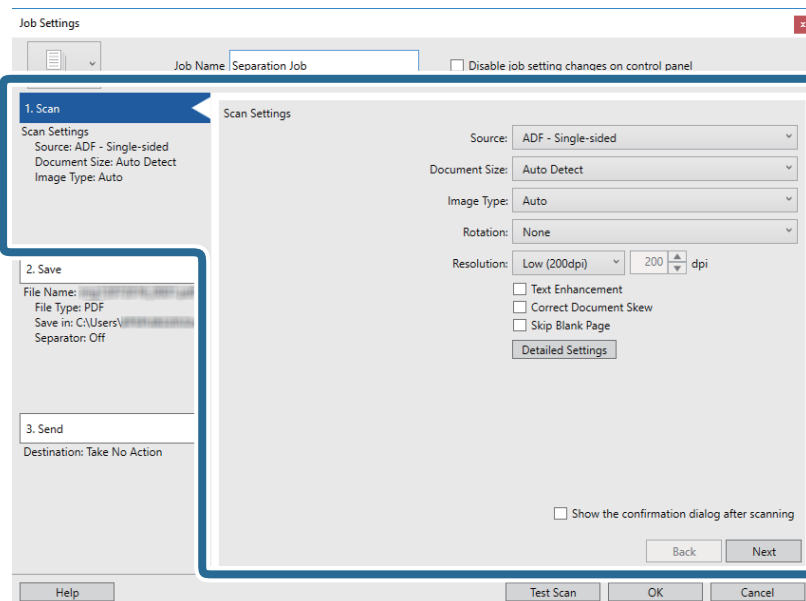 Job Settings
x
Job Name Separation Job Disable job setting changes on control panel
1. Scan
Scan Settings
Source: ADF - Single-sided
Document Size: Auto Detect
Image Type: Auto
2. Save
File Name:
File Type: PDF
Save in: C:\Users\
Separator: Off
3. Send
Destination: Take No Action
Scan Settings
Source: ADF - Single-sided
Document Size: Auto Detect
Image Type: Auto
Rotation: None
Resolution: Low (200dpi) 200 dpi
Text Enhancement
Correct Document Skew
Skip Blank Page
Detailed Settings
Show the confirmation dialog after scanning
Back Next
Help Test Scan OK Cancel